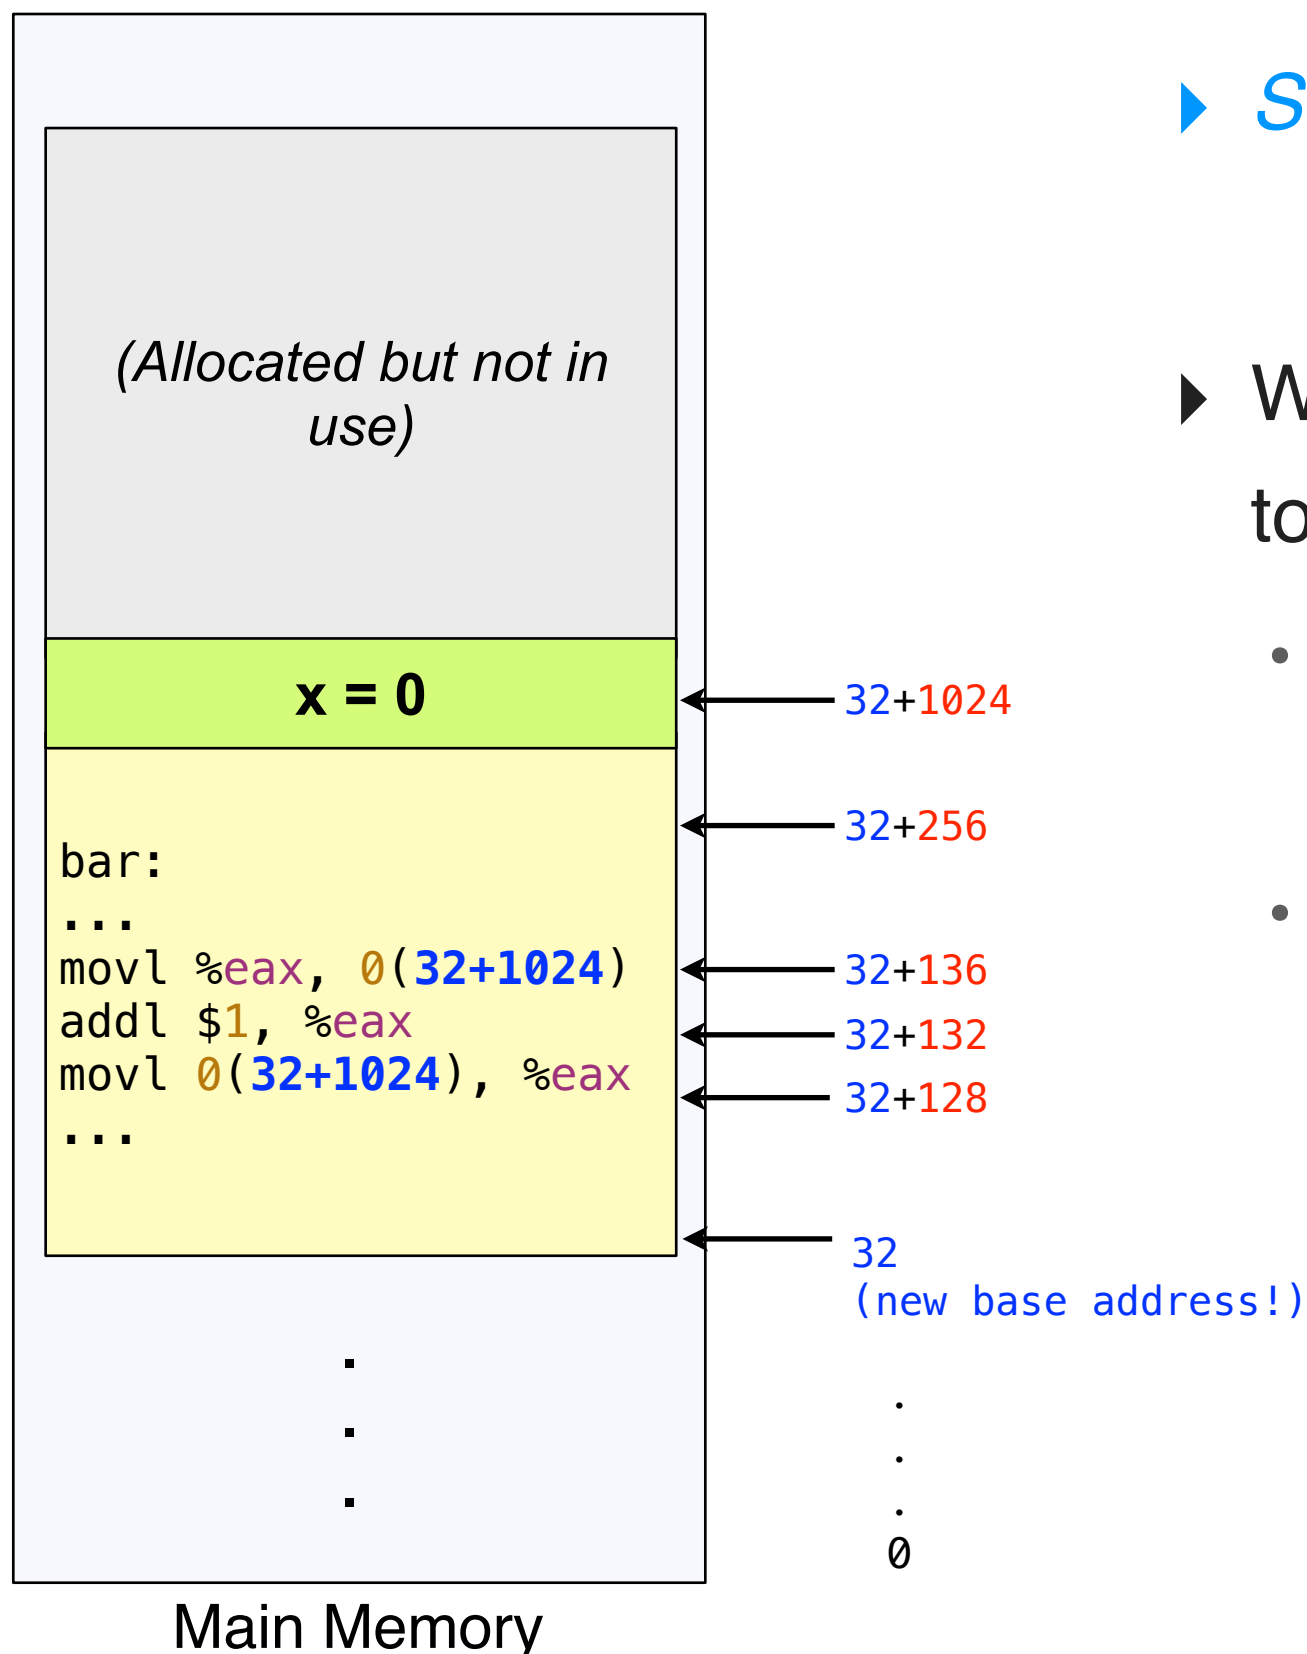 (Allocated but not in
use)
x = 0
bar:
...
movl %eax, 0(32+1024)
addl $1, %eax
movl 0(32+1024), %eax
...
.
.
.
Main Memory
32+1024
32+256
32+136
32+132
32+128
32
(new base address!)
.
.
.
0
S
W
to